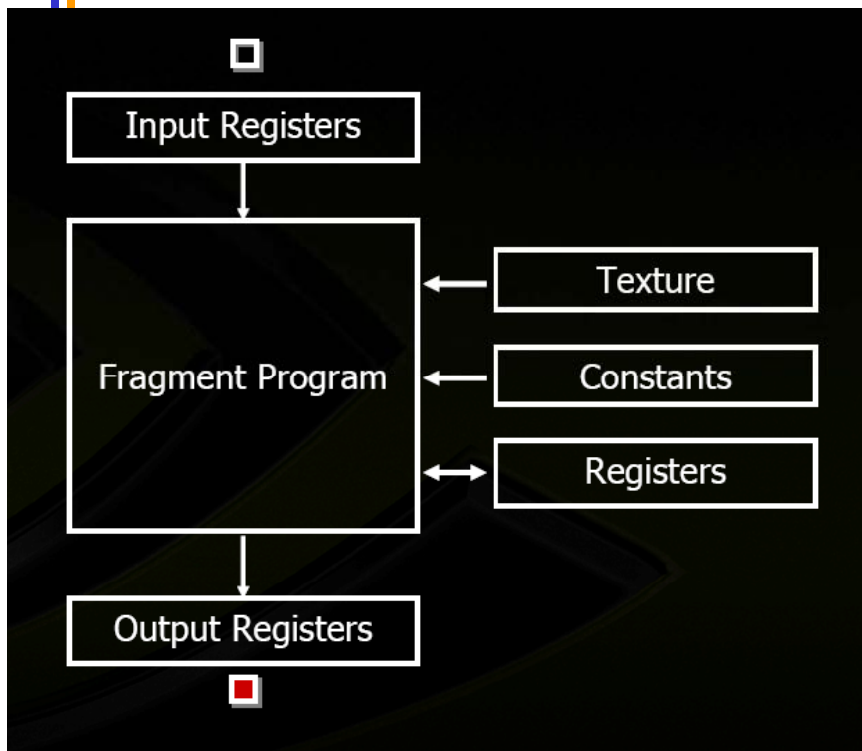 Input Registers
Texture
Fragment Program
Constants
Registers
Output Registers